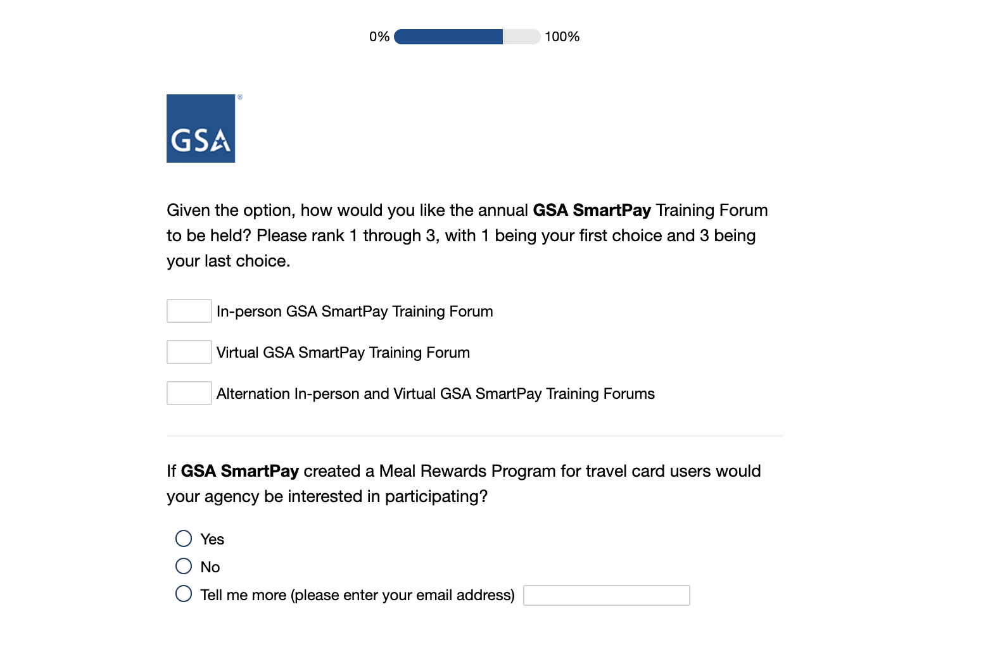 0% 100%
GSA
®
Given the option, how would you like the annual GSA SmartPay Training Forum
to be held? Please rank 1 through 3, with 1 being your first choice and 3 being
your last choice.
In-person GSA SmartPay Training Forum
Virtual GSA SmartPay Training Forum
Alternation In-person and Virtual GSA SmartPay Training Forums
If GSA SmartPay created a Meal Rewards Program for travel card users would
your agency be interested in participating?
Yes
No
Tell me more (please enter your email address)